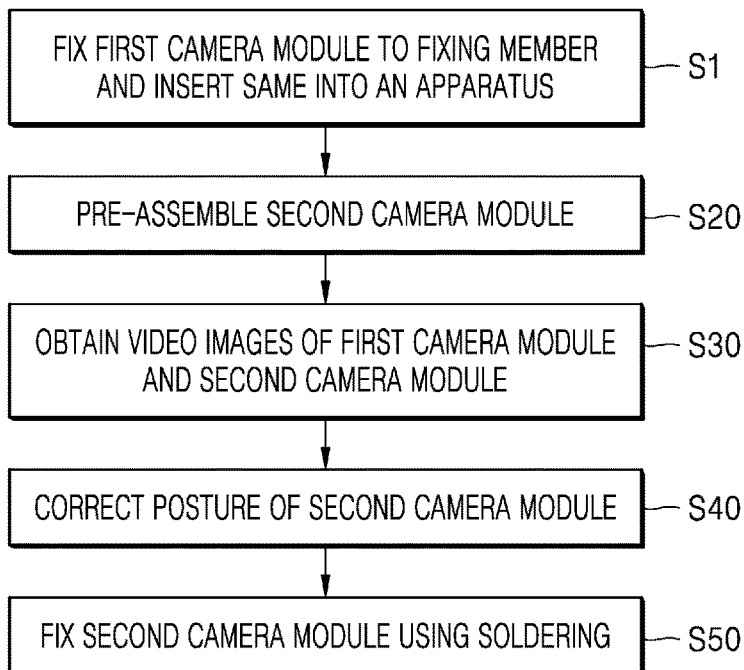 FIX FIRST CAMERA MODULE TO FIXING MEMBER
AND INSERT SAME INTO AN APPARATUS
S1
PRE-ASSEMBLE SECOND CAMERA MODULE
S20
OBTAIN VIDEO IMAGES OF FIRST CAMERA MODULE
AND SECOND CAMERA MODULE
S30
CORRECT POSTURE OF SECOND CAMERA MODULE
S40
FIX SECOND CAMERA MODULE USING SOLDERING
S50